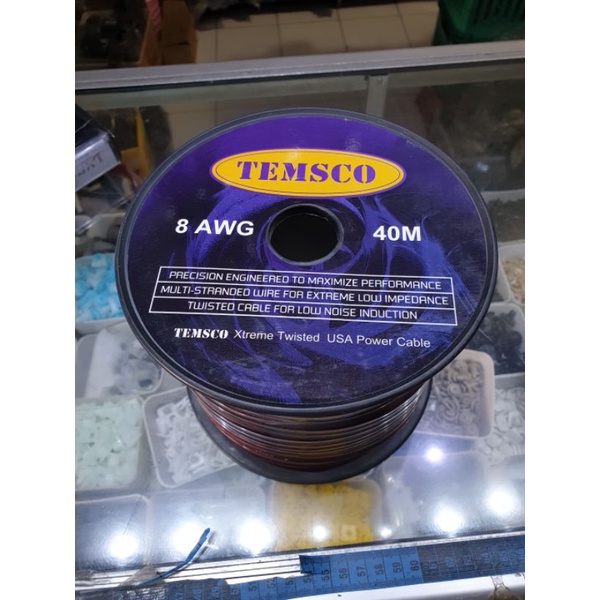 TEMSCO
8 AWG 40M
PRECISION ENGINEERED TO MAXIMIZE PERFORMANCE
MULTI-STRANDED WIRE FOR EXTREME LOW IMPEDANCE
TWISTED CABLE FOR LOW NOISE INDUCTION
TEMSCO Xtreme Twisted USA Power Cable